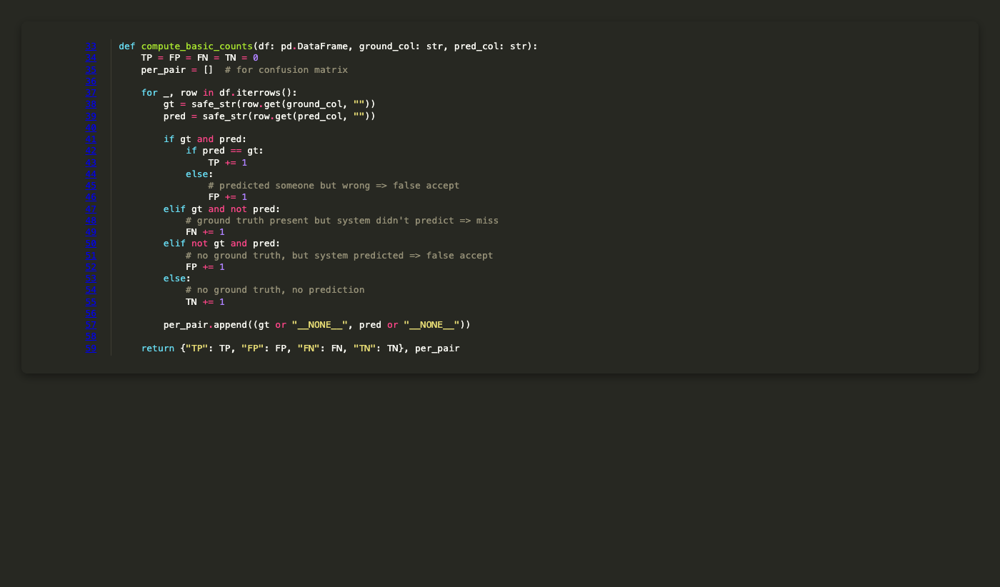 33 def compute_basic_counts(df: pd.DataFrame, ground_col: str, pred_col: str):
34     TP = FP = FN = TN = 0
35     per_pair = []  # for confusion matrix
36
37     for _, row in df.iterrows():
38         gt = safe_str(row.get(ground_col, ""))
39         pred = safe_str(row.get(pred_col, ""))
40
41         if gt and pred:
42             if pred == gt:
43                 TP += 1
44             else:
45                 # predicted someone but wrong => false accept
46                 FP += 1
47         elif gt and not pred:
48             # ground truth present but system didn't predict => miss
49             FN += 1
50         elif not gt and pred:
51             # no ground truth, but system predicted => false accept
52             FP += 1
53         else:
54             # no ground truth, no prediction
55             TN += 1
56
57         per_pair.append((gt or "__NONE__", pred or "__NONE__"))
58
59     return {"TP": TP, "FP": FP, "FN": FN, "TN": TN}, per_pair